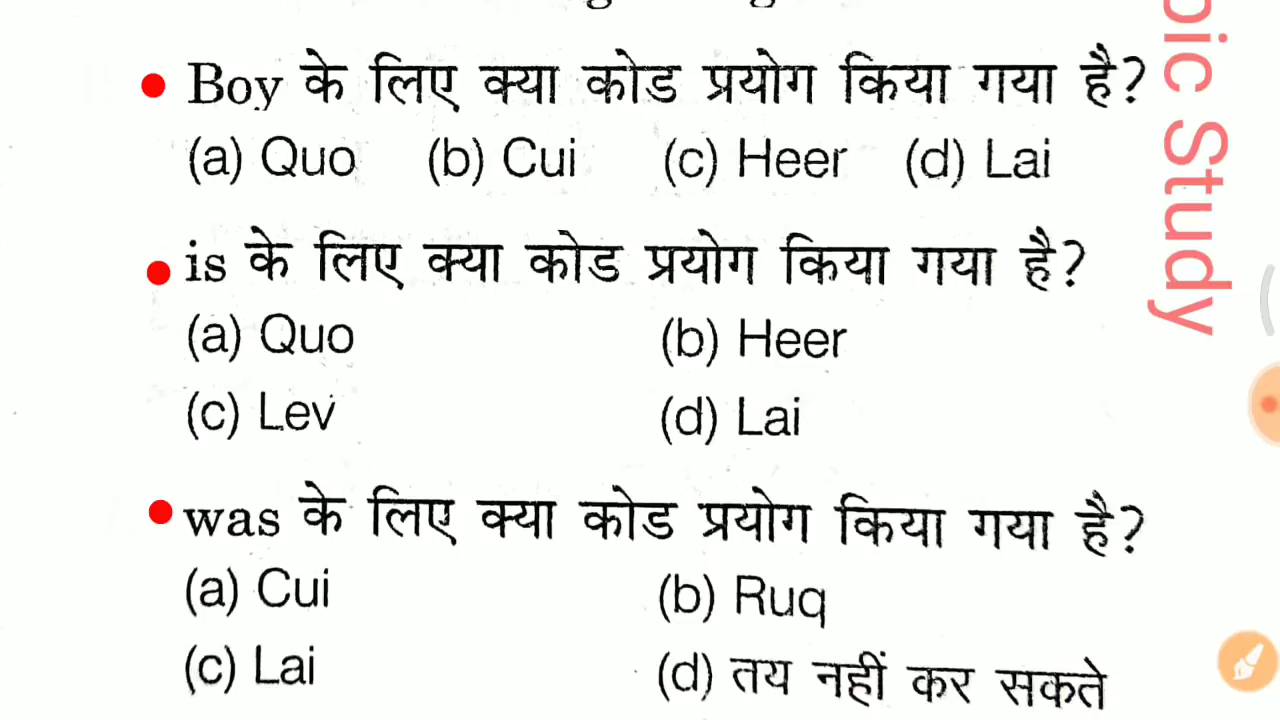 • Boy के लिए क्या कोड प्रयोग किया गया है?
(a) Quo (b) Cui (c) Heer (d) Lai
• is के लिए क्या कोड प्रयोग किया गया है?
(a) Quo (b) Heer
(c) Lev (d) Lai
• was के लिए क्या कोड प्रयोग किया गया है?
(a) Cui (b) Ruq
(c) Lai (d) तय नहीं कर सकते
Study